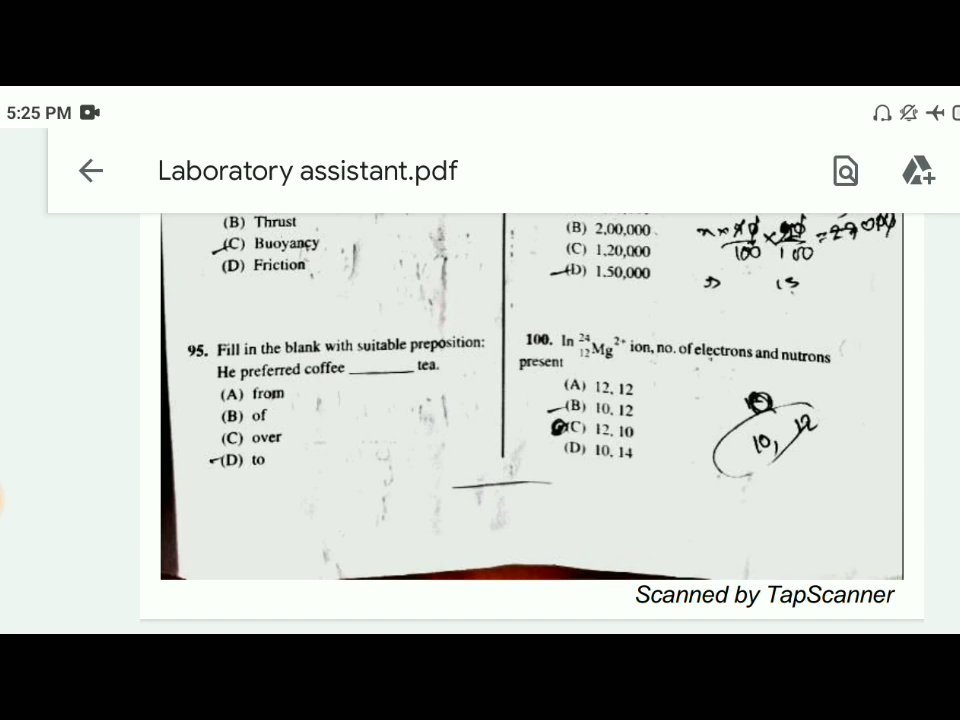 5:25 PM
Laboratory assistant.pdf
(B) Thrust
(C) Buoyancy
(D) Friction
95. Fill in the blank with suitable preposition:
He preferred coffee ________ tea.
(A) from
(B) of
(C) over
(D) to
(B) 2,00,000
(C) 1,20,000
(D) 1,50,000
100. In ²⁴₁₂Mg²⁺ ion, no. of electrons and nutrons
present
(A) 12, 12
(B) 10, 12
(C) 12, 10
(D) 10, 14
100
10, 12
Scanned by TapScanner